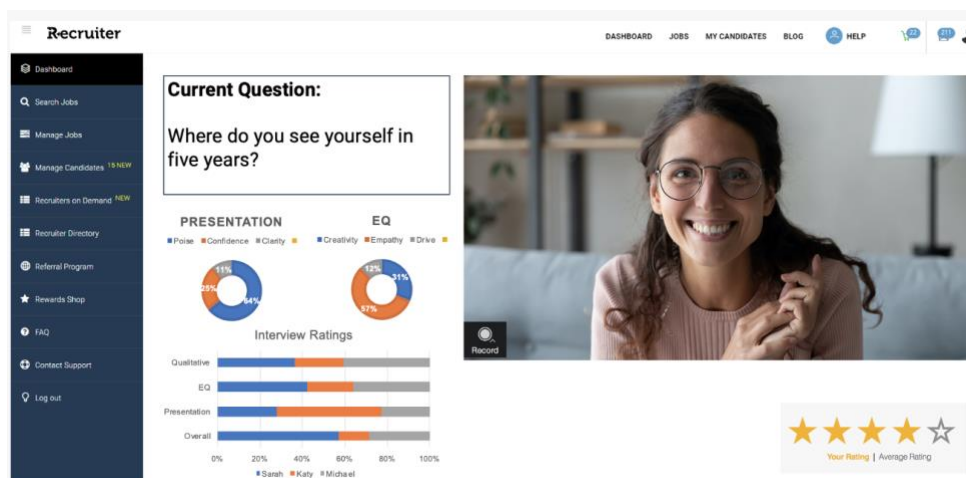 Recruiter
DASHBOARD JOBS MY CANDIDATES BLOG HELP 22 211
Dashboard
Search Jobs
Manage Jobs
Manage Candidates 18 NEW
Recruiters on Demand NEW
Recruiter Directory
Referral Program
Rewards Shop
FAQ
Contact Support
Log out
Current Question:
Where do you see yourself in
five years?
PRESENTATION
Poise Confidence Clarity
11%
25%
64%
EQ
Creativity Empathy Drive
12%
31%
57%
Interview Ratings
Qualitative
EQ
Presentation
Overall
0% 20% 40% 60% 80% 100%
Sarah Katy Michael
Record
Your Rating | Average Rating